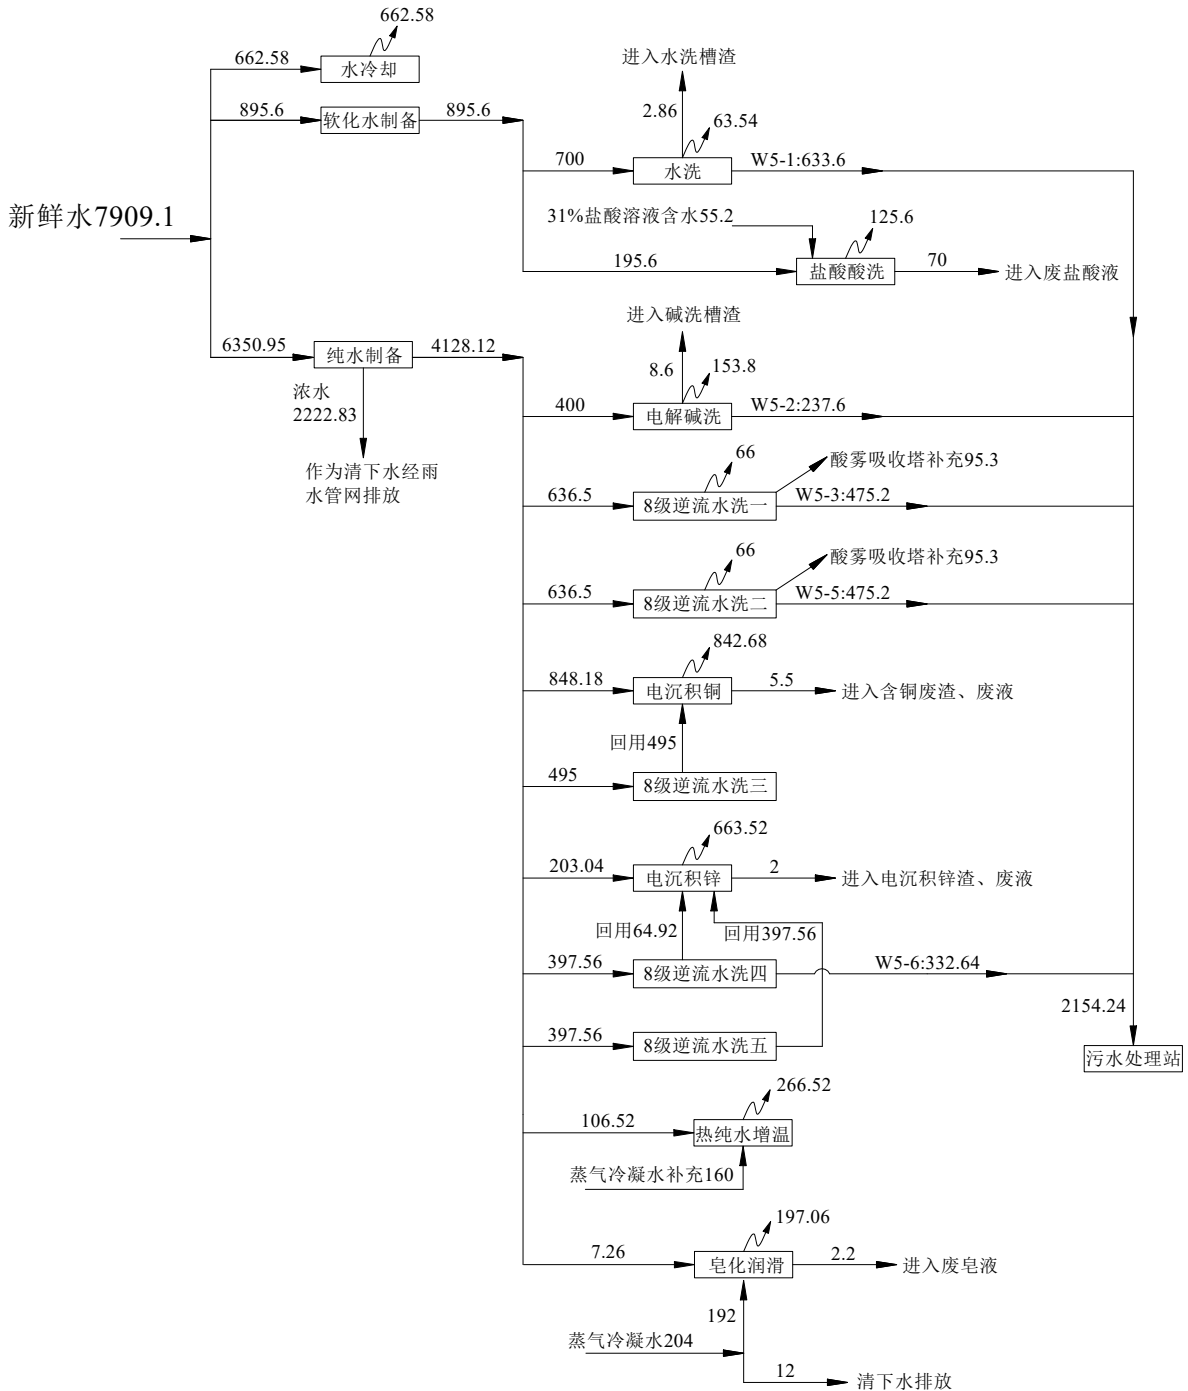 662.58
662.58
水冷却
进入水洗槽渣
895.6
软化水制备
895.6
2.86
63.54
700
水洗
W5-1:633.6
新鲜水7909.1
31%盐酸溶液含水55.2
125.6
195.6
盐酸酸洗
70
进入废盐酸液
进入碱洗槽渣
6350.95
纯水制备
4128.12
8.6
153.8
浓水
2222.83
400
电解碱洗
W5-2:237.6
作为清下水经雨
水管网排放
66
酸雾吸收塔补充95.3
636.5
8级逆流水洗一
W5-3:475.2
66
酸雾吸收塔补充95.3
636.5
8级逆流水洗二
W5-5:475.2
842.68
848.18
电沉积铜
5.5
进入含铜废渣、废液
回用495
495
8级逆流水洗三
663.52
203.04
电沉积锌
2
进入电沉积锌渣、废液
回用64.92
回用397.56
397.56
8级逆流水洗四
W5-6:332.64
2154.24
397.56
8级逆流水洗五
污水处理站
266.52
106.52
热纯水增温
蒸气冷凝水补充160
197.06
7.26
皂化润滑
2.2
进入废皂液
192
蒸气冷凝水204
12
清下水排放